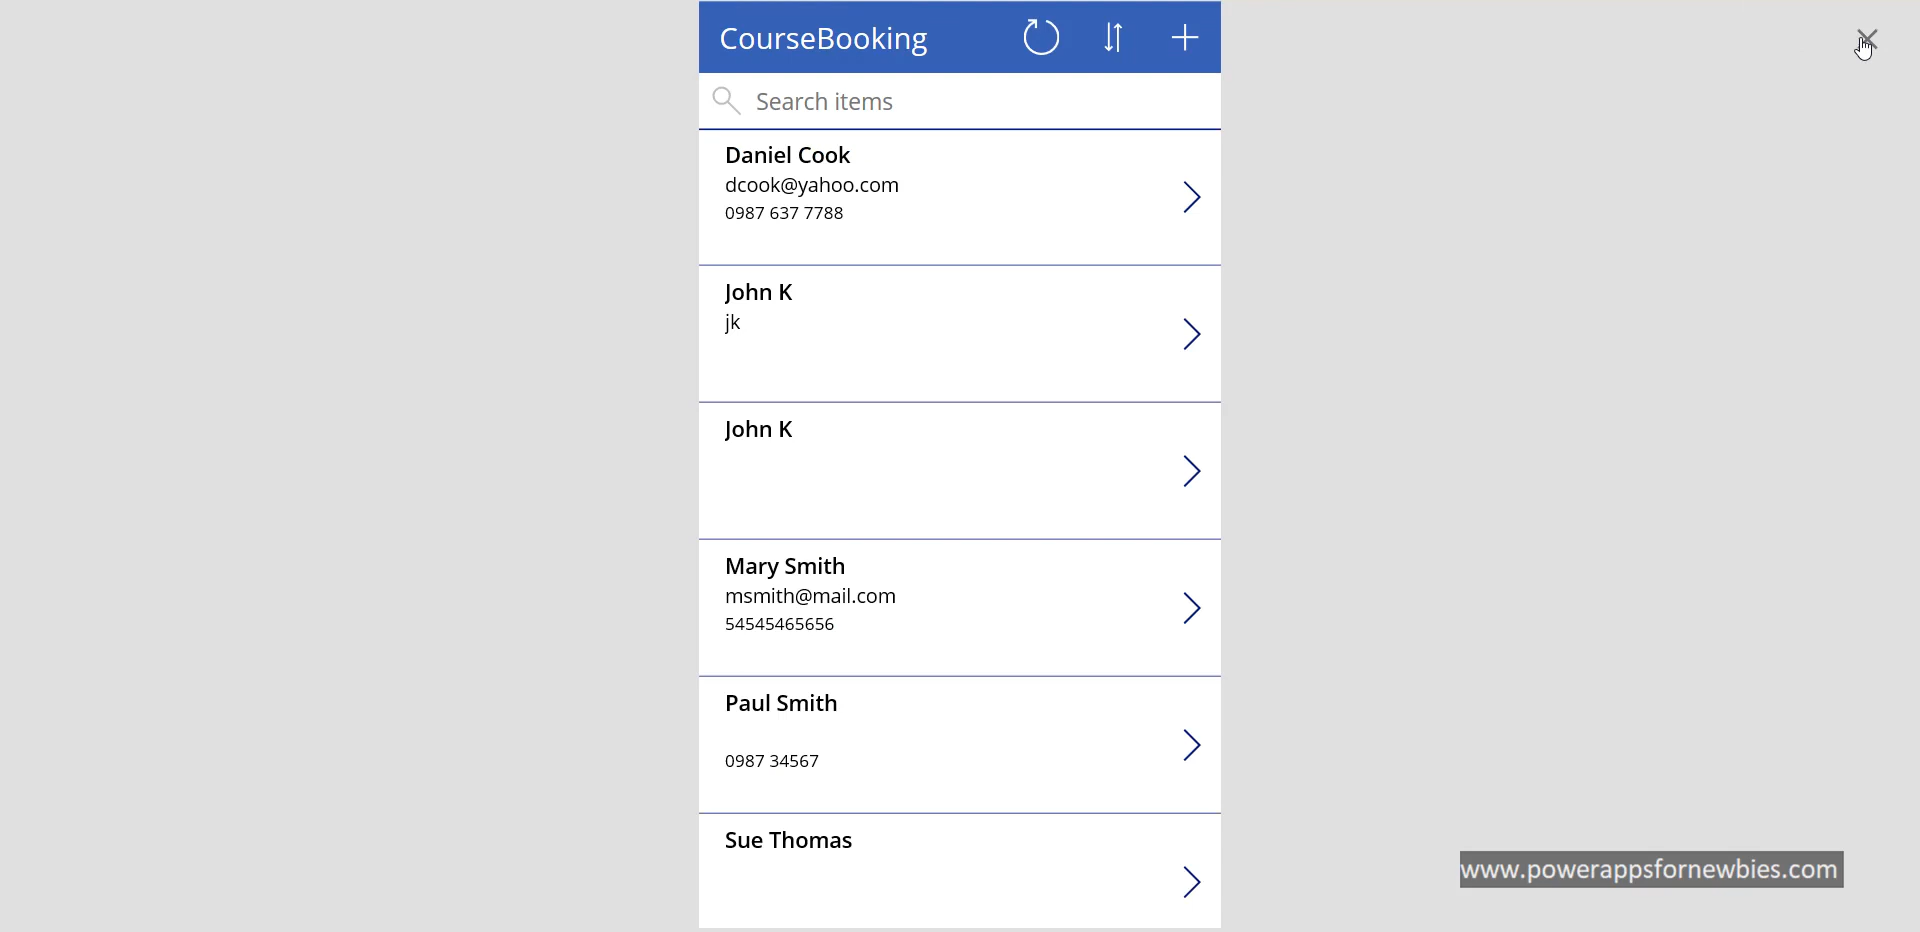 CourseBooking
Search items
Daniel Cook
dcook@yahoo.com
0987 637 7788
John K
jk
John K
Mary Smith
msmith@mail.com
54545465656
Paul Smith
0987 34567
Sue Thomas
www.powerappsfornewbies.com